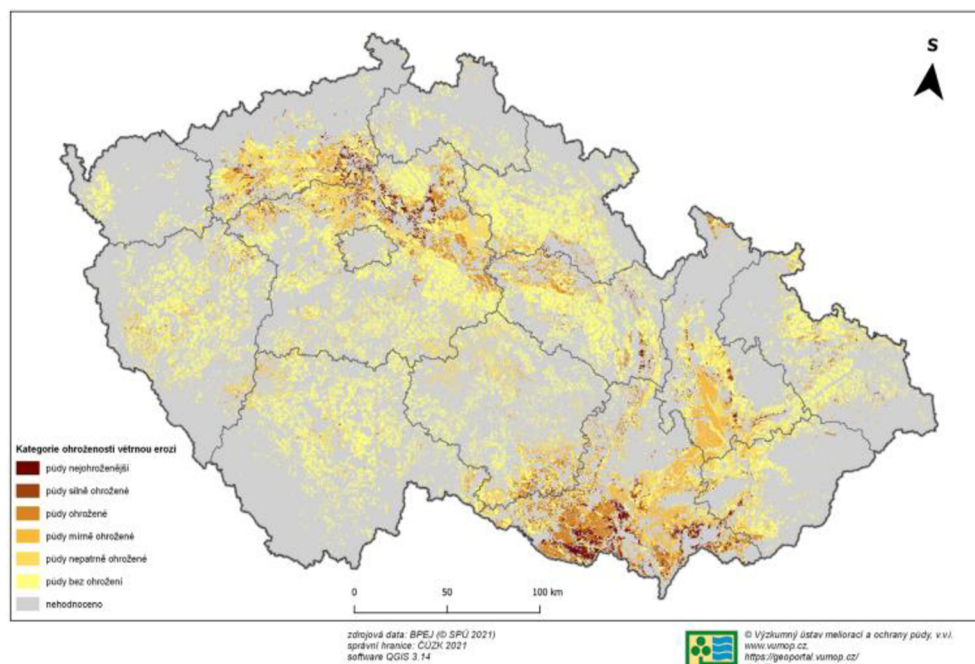 S
Kategorie ohroženosti větrnou erozí
půdy nejohroženější
půdy silně ohrožené
půdy ohrožené
půdy mírně ohrožené
půdy nepatrně ohrožené
půdy bez ohrožení
nehodnoceno
0 50 100 km
zdrojová data: BPEJ (© SPÚ 2021)
správní hranice: ČÚZK 2021
software QGIS 3.14
© Výzkumný ústav meliorací a ochrany půdy, v.v.i.
www.vumop.cz,
https://geoportal.vumop.cz/